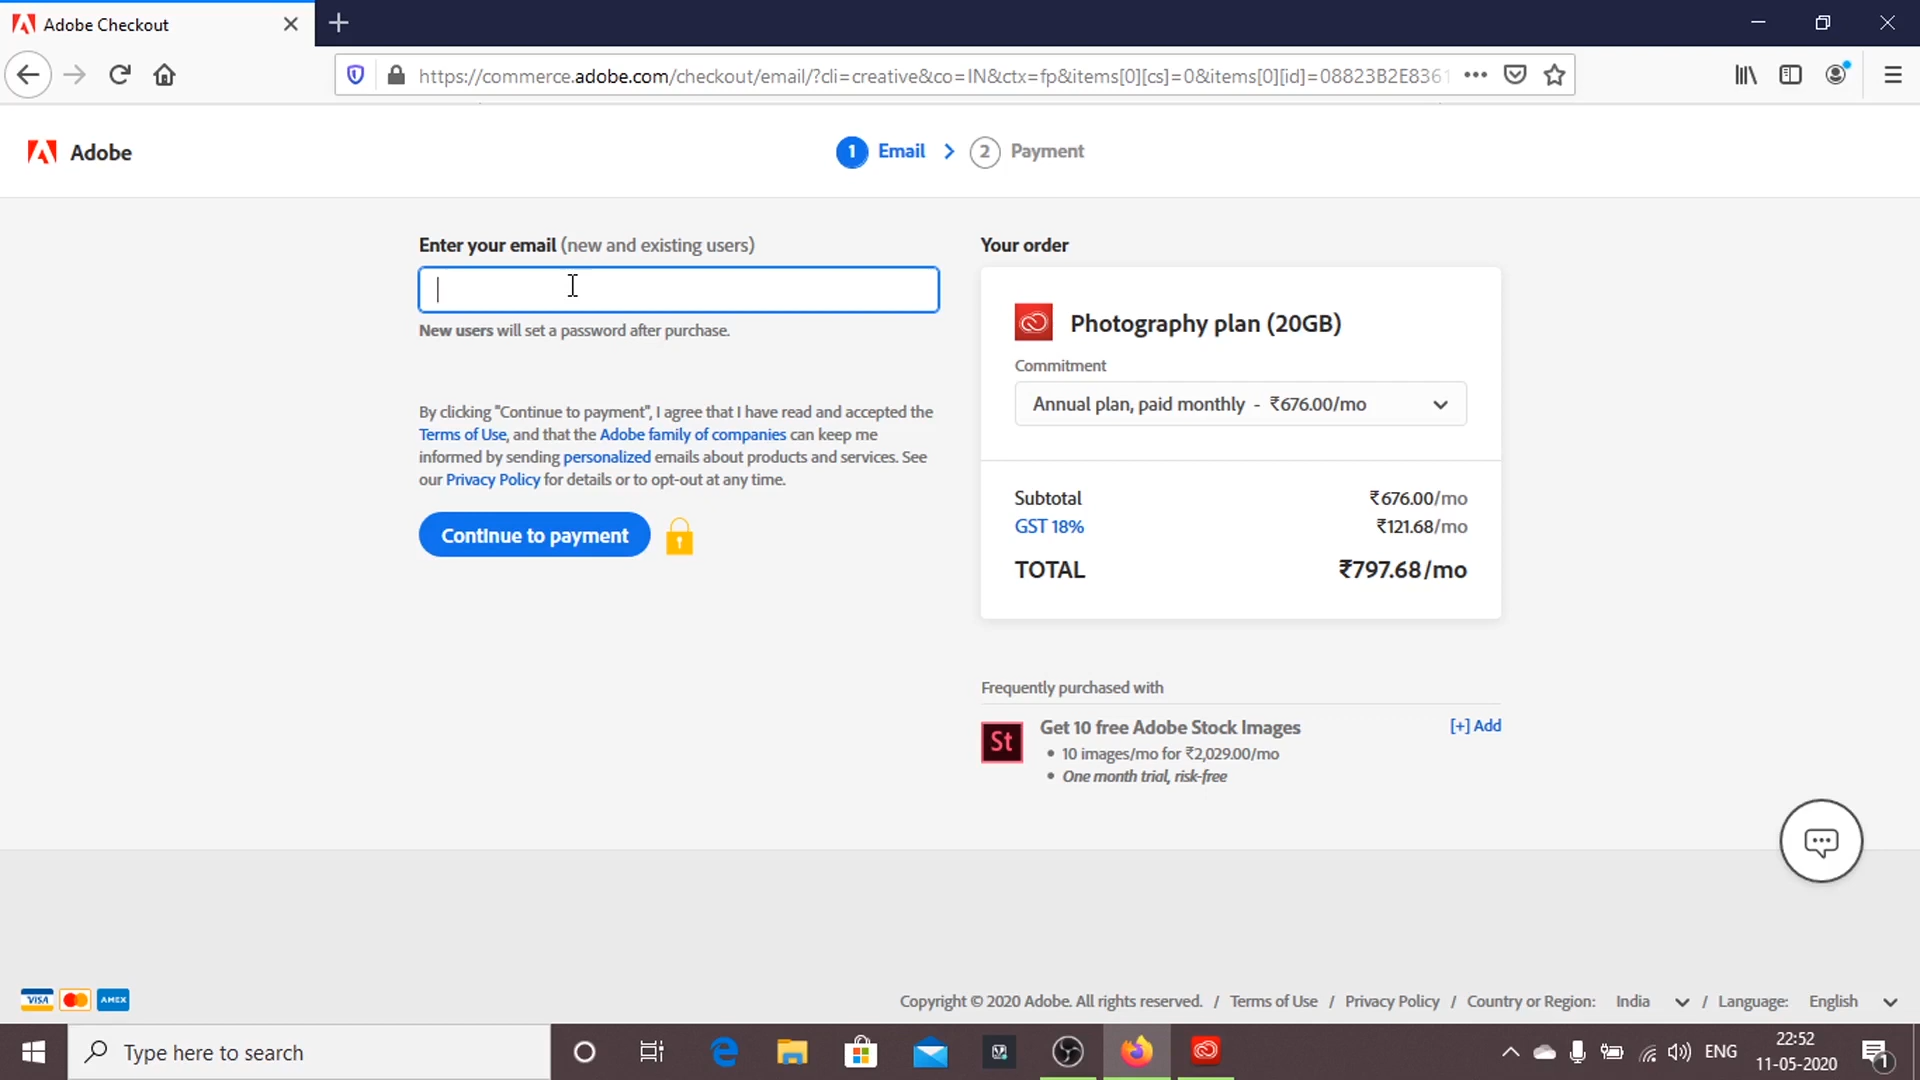 Adobe Checkout
https://commerce.adobe.com/checkout/email/?cli=creative&co=IN&ctx=fp&items[0][cs]=0&items[0][id]=08823B2E8361
Adobe
1 Email
2 Payment
Enter your email (new and existing users)
New users will set a password after purchase.
By clicking "Continue to payment", I agree that I have read and accepted the
Terms of Use, and that the Adobe family of companies can keep me
informed by sending personalized emails about products and services. See
our Privacy Policy for details or to opt-out at any time.
Continue to payment
Your order
Photography plan (20GB)
Commitment
Annual plan, paid monthly - ₹676.00/mo
Subtotal ₹676.00/mo
GST 18% ₹121.68/mo
TOTAL ₹797.68/mo
Frequently purchased with
St
Get 10 free Adobe Stock Images [+] Add
• 10 images/mo for ₹2,029.00/mo
• One month trial, risk-free
VISA AMEX
Copyright © 2020 Adobe. All rights reserved. / Terms of Use / Privacy Policy / Country or Region: India / Language: English
Type here to search
ENG
22:52
11-05-2020
1